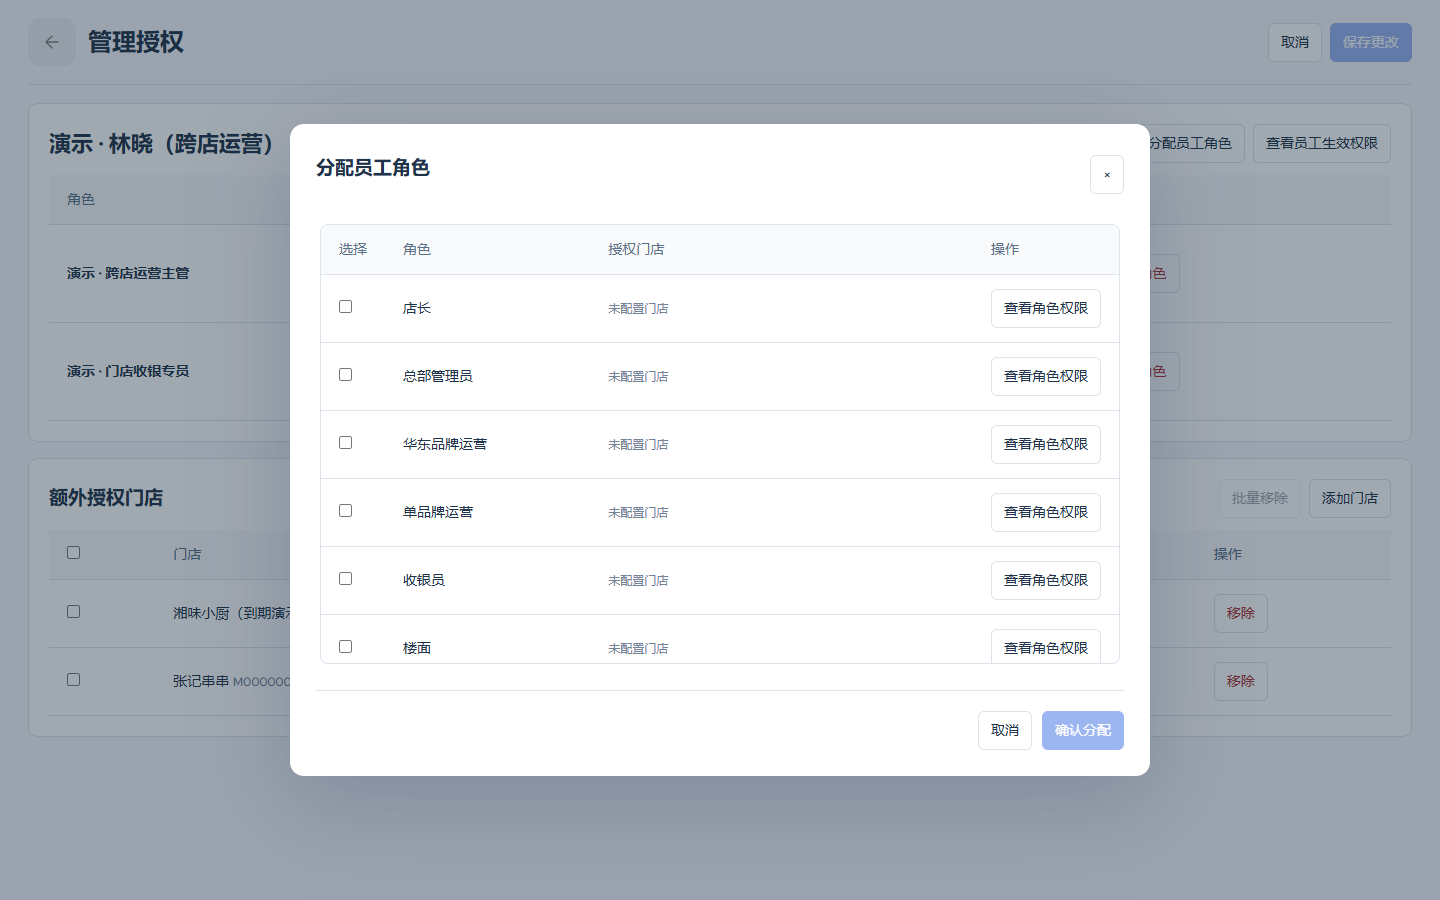 管理授权
取消
保存更改
演示 · 林晓（跨店运营）
分配员工角色
查看员工生效权限
角色
演示 · 跨店运营主管
色
演示 · 门店收银专员
色
额外授权门店
批量移除
添加门店
门店
操作
湘味小厨（到期演
移除
张记串串 M000000
移除
分配员工角色
×
选择
角色
授权门店
操作
店长
未配置门店
查看角色权限
总部管理员
未配置门店
查看角色权限
华东品牌运营
未配置门店
查看角色权限
单品牌运营
未配置门店
查看角色权限
收银员
未配置门店
查看角色权限
楼面
未配置门店
查看角色权限
取消
确认分配